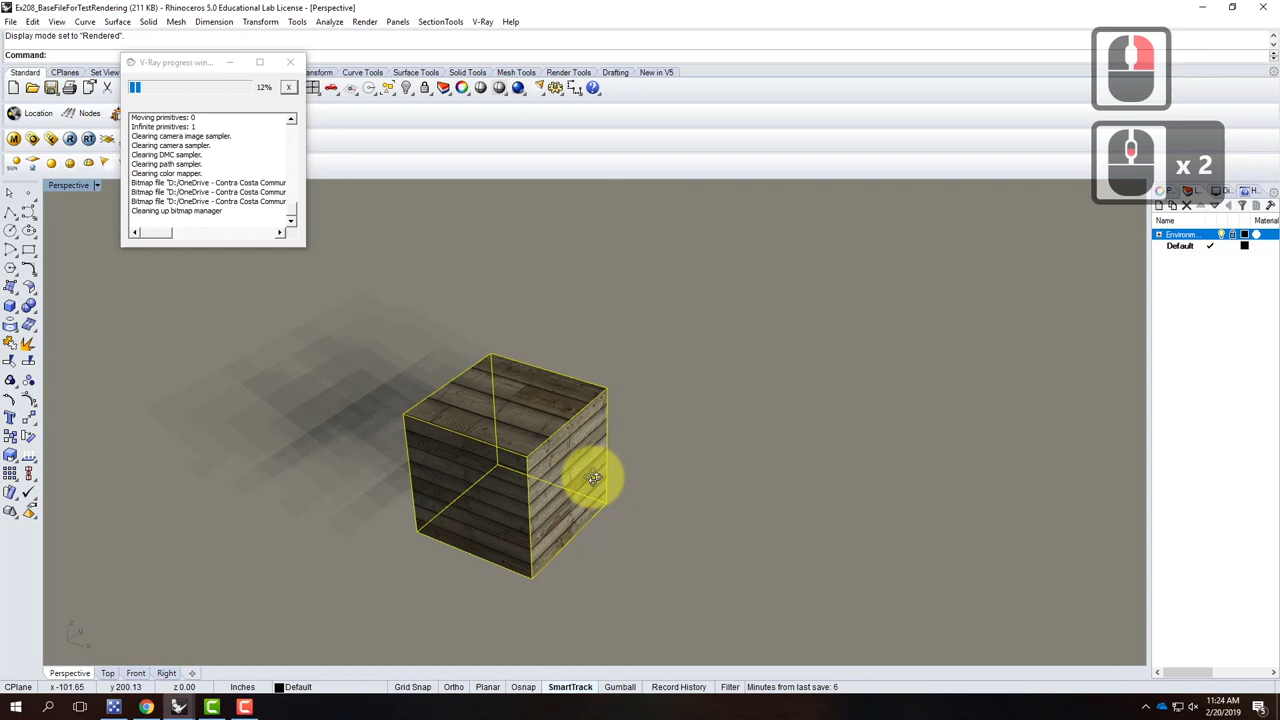 Ex208_BaseFileForTestRendering (211 KB) - Rhinoceros 5.0 Educational Lab License - [Perspective]
File Edit View Curve Surface Solid Mesh Dimension Transform Tools Analyze Render Panels SectionTools V-Ray Help
Display mode set to "Rendered".
Command:
V-Ray progress win...
Standard CPlanes Set View ansform Curve Tools Surface Tools Solid Tools Mesh Tools Render Tools Drafting New in V5
12% x
Location Nodes
Moving primitives: 0
Infinite primitives: 1
Clearing camera image sampler.
Clearing camera sampler.
Clearing DMC sampler.
Clearing path sampler.
Clearing color mapper.
Bitmap file "D:/OneDrive - Contra Costa Commur
Bitmap file "D:/OneDrive - Contra Costa Commur
Bitmap file "D:/OneDrive - Contra Costa Commur
Cleaning up bitmap manager
M R RT
SUN
x 2
Perspective
P... L... Di... H...
Name Material
Environm...
Default
z
y
x
Perspective Top Front Right
CPlane x -101.65 y 200.13 z 0.00 Inches Default Grid Snap Ortho Planar Osnap SmartTrack Gumball Record History Filter Minutes from last save: 6
11:24 AM
2/20/2019
5